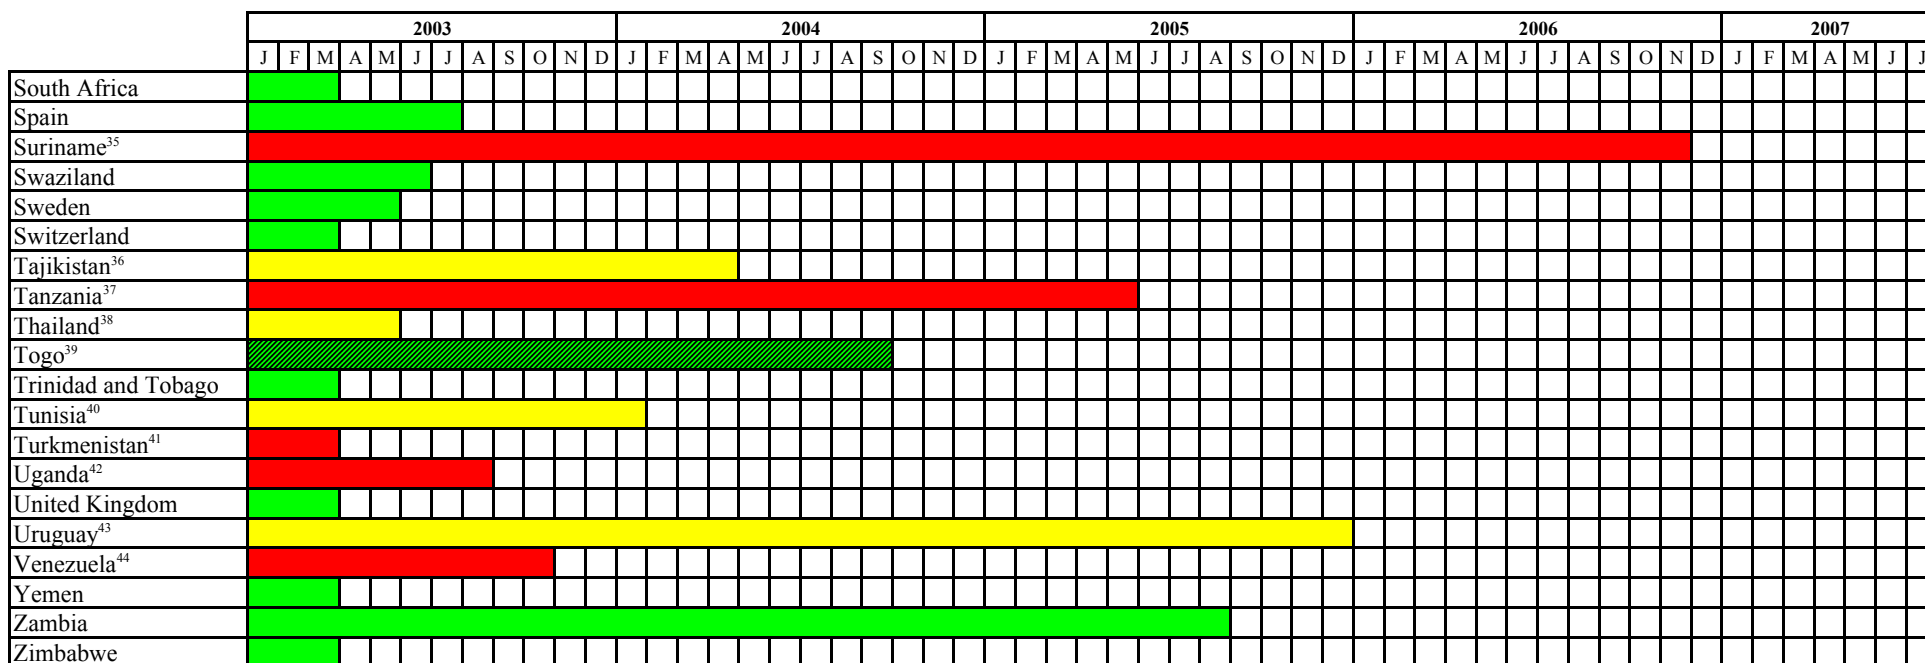 2003 2004 2005 2006 2007
J F M A M J J A S O N D J F M A M J J A S O N D J F M A M J J A S O N D J F M A M J J A S O N D J F M A M J J
South Africa
Spain
Suriname³⁵
Swaziland
Sweden
Switzerland
Tajikistan³⁶
Tanzania³⁷
Thailand³⁸
Togo³⁹
Trinidad and Tobago
Tunisia⁴⁰
Turkmenistan⁴¹
Uganda⁴²
United Kingdom
Uruguay⁴³
Venezuela⁴⁴
Yemen
Zambia
Zimbabwe